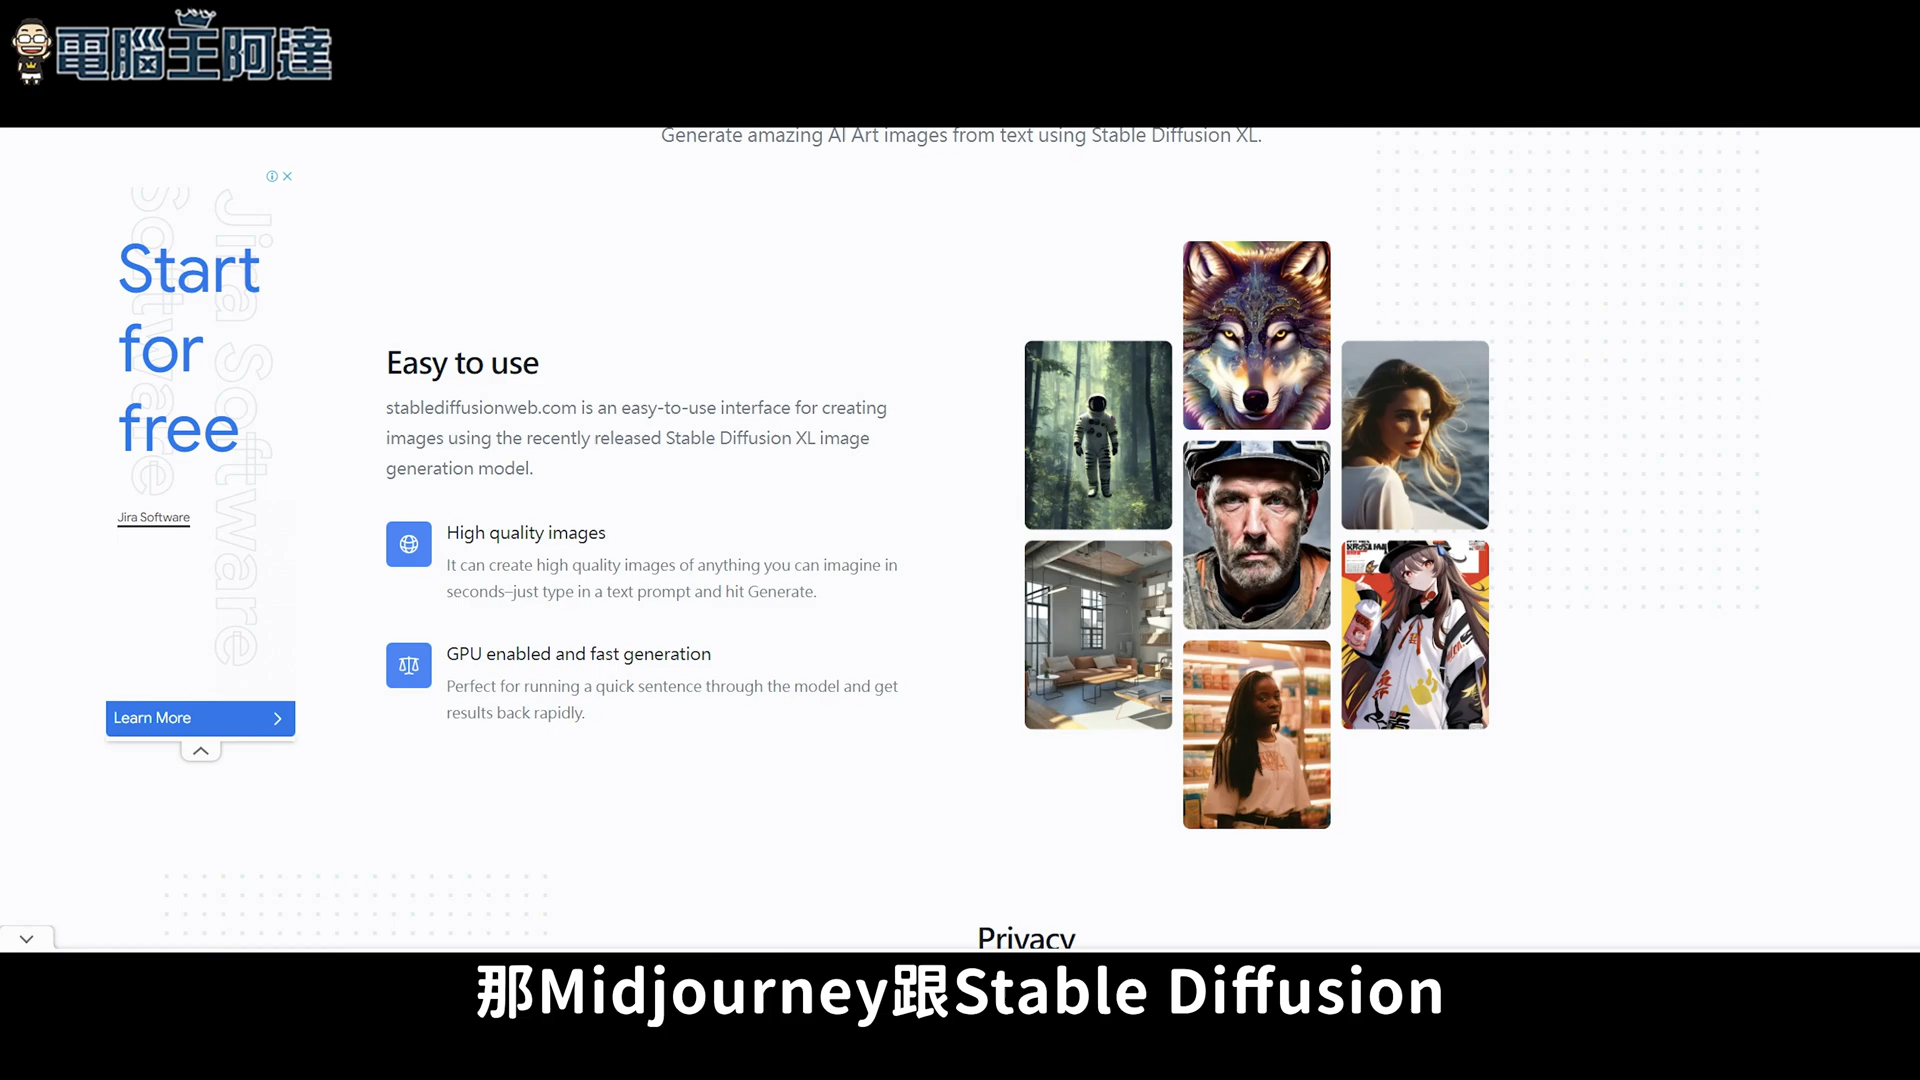 電腦王阿達
Generate amazing AI Art images from text using Stable Diffusion XL.
Jira Software
Start
for
free
Jira Software
Learn More
Easy to use
stablediffusionweb.com is an easy-to-use interface for creating
images using the recently released Stable Diffusion XL image
generation model.
High quality images
It can create high quality images of anything you can imagine in
seconds–just type in a text prompt and hit Generate.
GPU enabled and fast generation
Perfect for running a quick sentence through the model and get
results back rapidly.
Privacy
那Midjourney跟Stable Diffusion